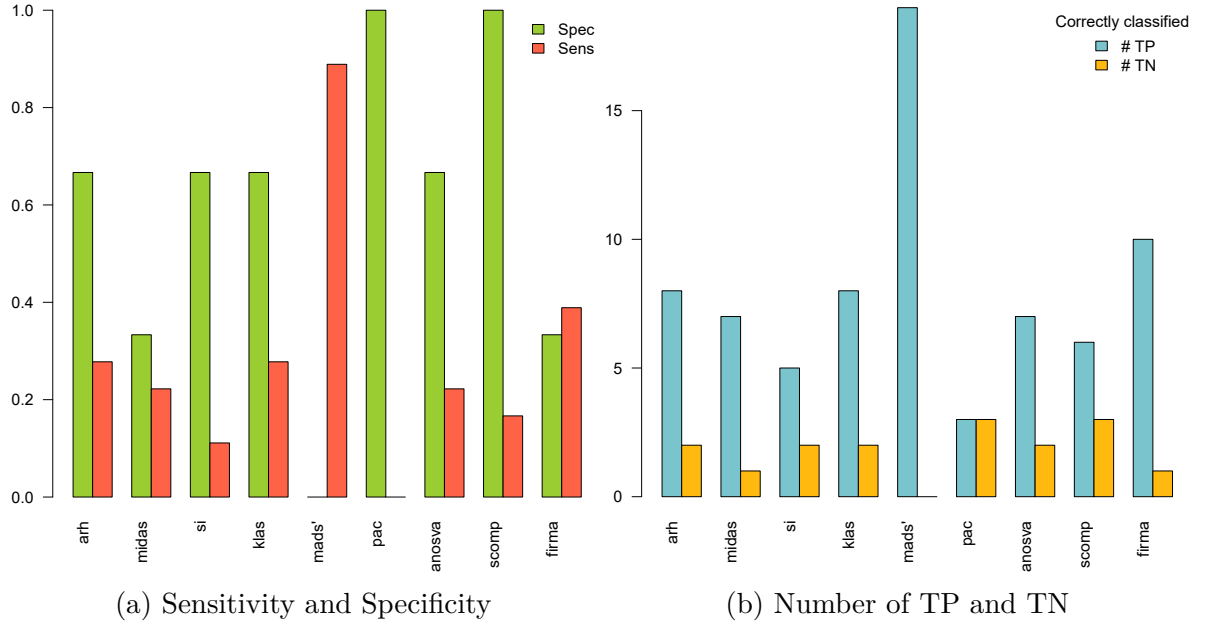 1.0
0.8
0.6
0.4
0.2
0.0
Spec
Sens
arh
midas
si
klas
mads'
pac
anosva
scomp
firma
(a) Sensitivity and Specificity
Correctly classified
# TP
# TN
15
10
5
0
arh
midas
si
klas
mads'
pac
anosva
scomp
firma
(b) Number of TP and TN